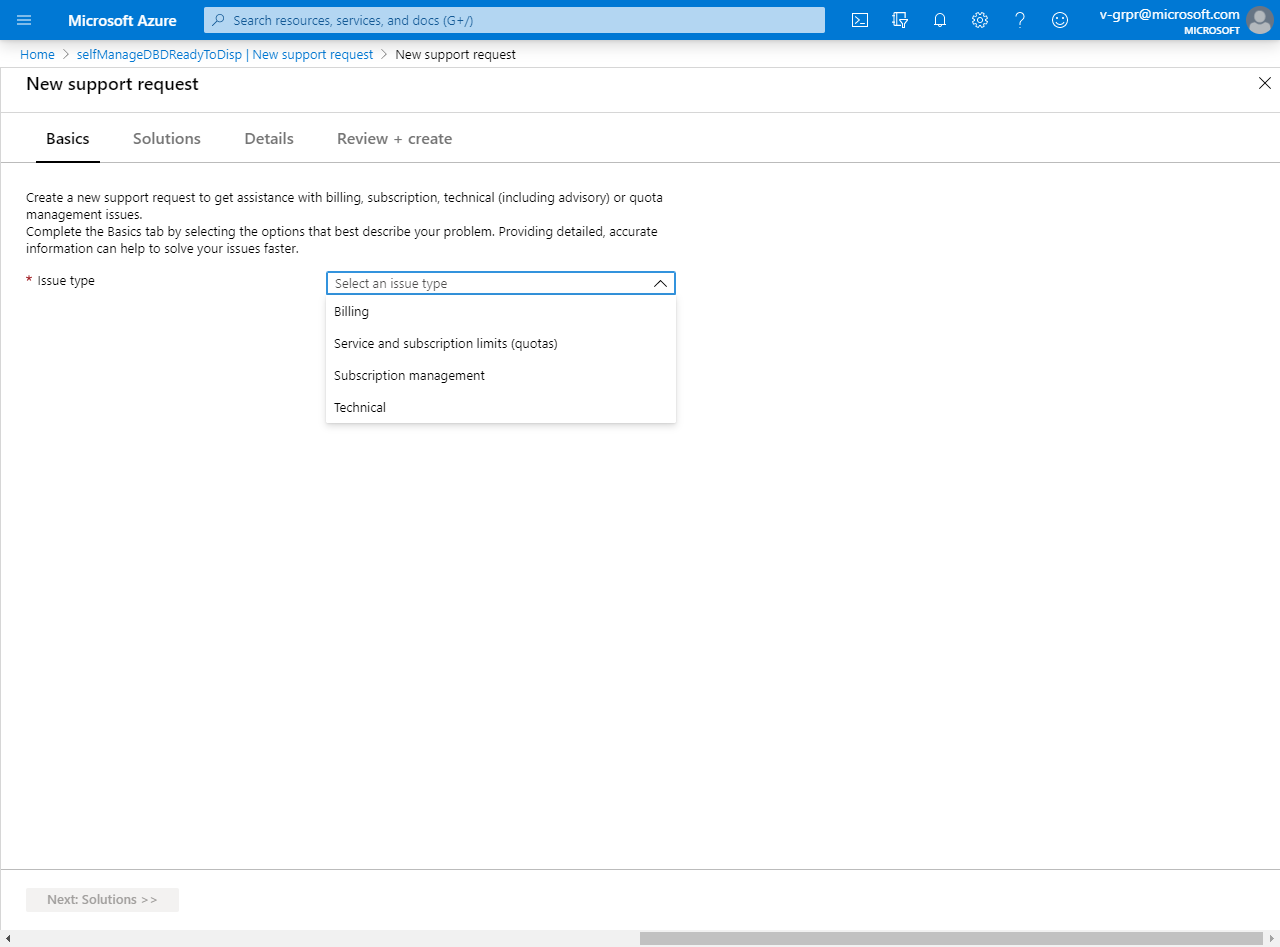 Microsoft Azure
Search resources, services, and docs (G+/)
v-grpr@microsoft.com
MICROSOFT
Home > selfManageDBDReadyToDisp | New support request > New support request
New support request
Basics Solutions Details Review + create
Create a new support request to get assistance with billing, subscription, technical (including advisory) or quota
management issues.
Complete the Basics tab by selecting the options that best describe your problem. Providing detailed, accurate
information can help to solve your issues faster.
* Issue type
Select an issue type
Billing
Service and subscription limits (quotas)
Subscription management
Technical
Next: Solutions >>